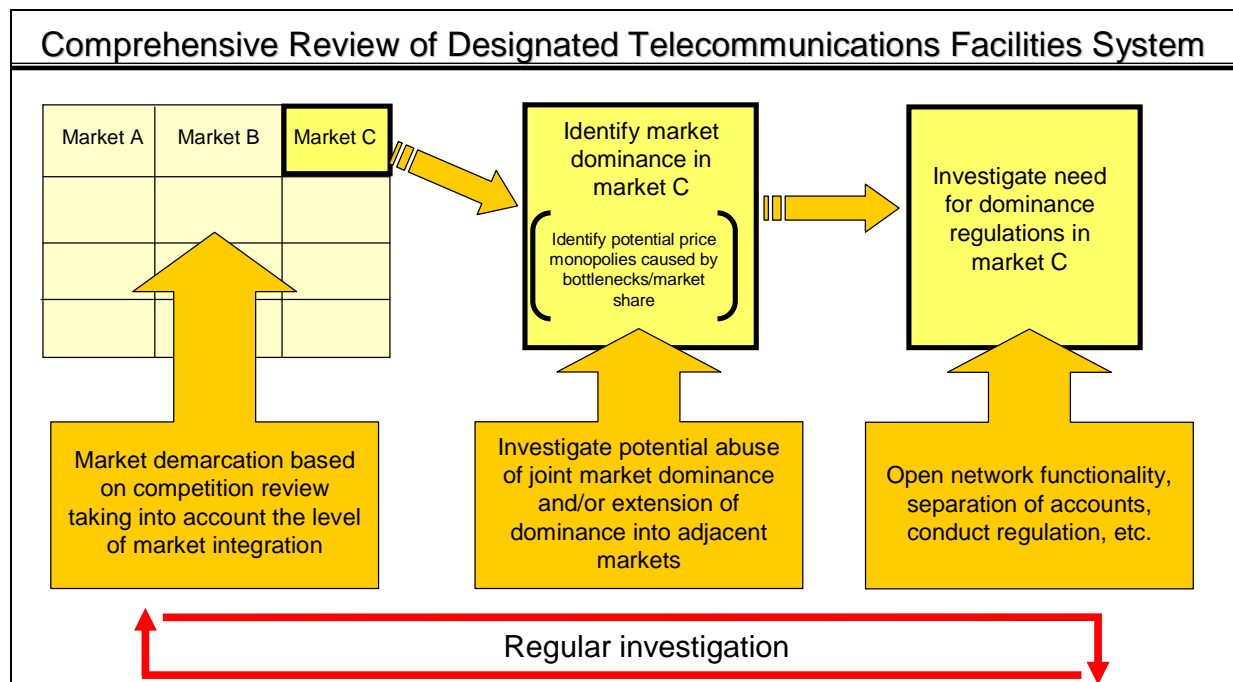 Comprehensive Review of Designated Telecommunications Facilities System
Market A
Market B
Market C
Identify market
dominance in
market C
Identify potential price
monopolies caused by
bottlenecks/market
share
Investigate need
for dominance
regulations in
market C
Market demarcation based
on competition review
taking into account the level
of market integration
Investigate potential abuse
of joint market dominance
and/or extension of
dominance into adjacent
markets
Open network functionality,
separation of accounts,
conduct regulation, etc.
Regular investigation